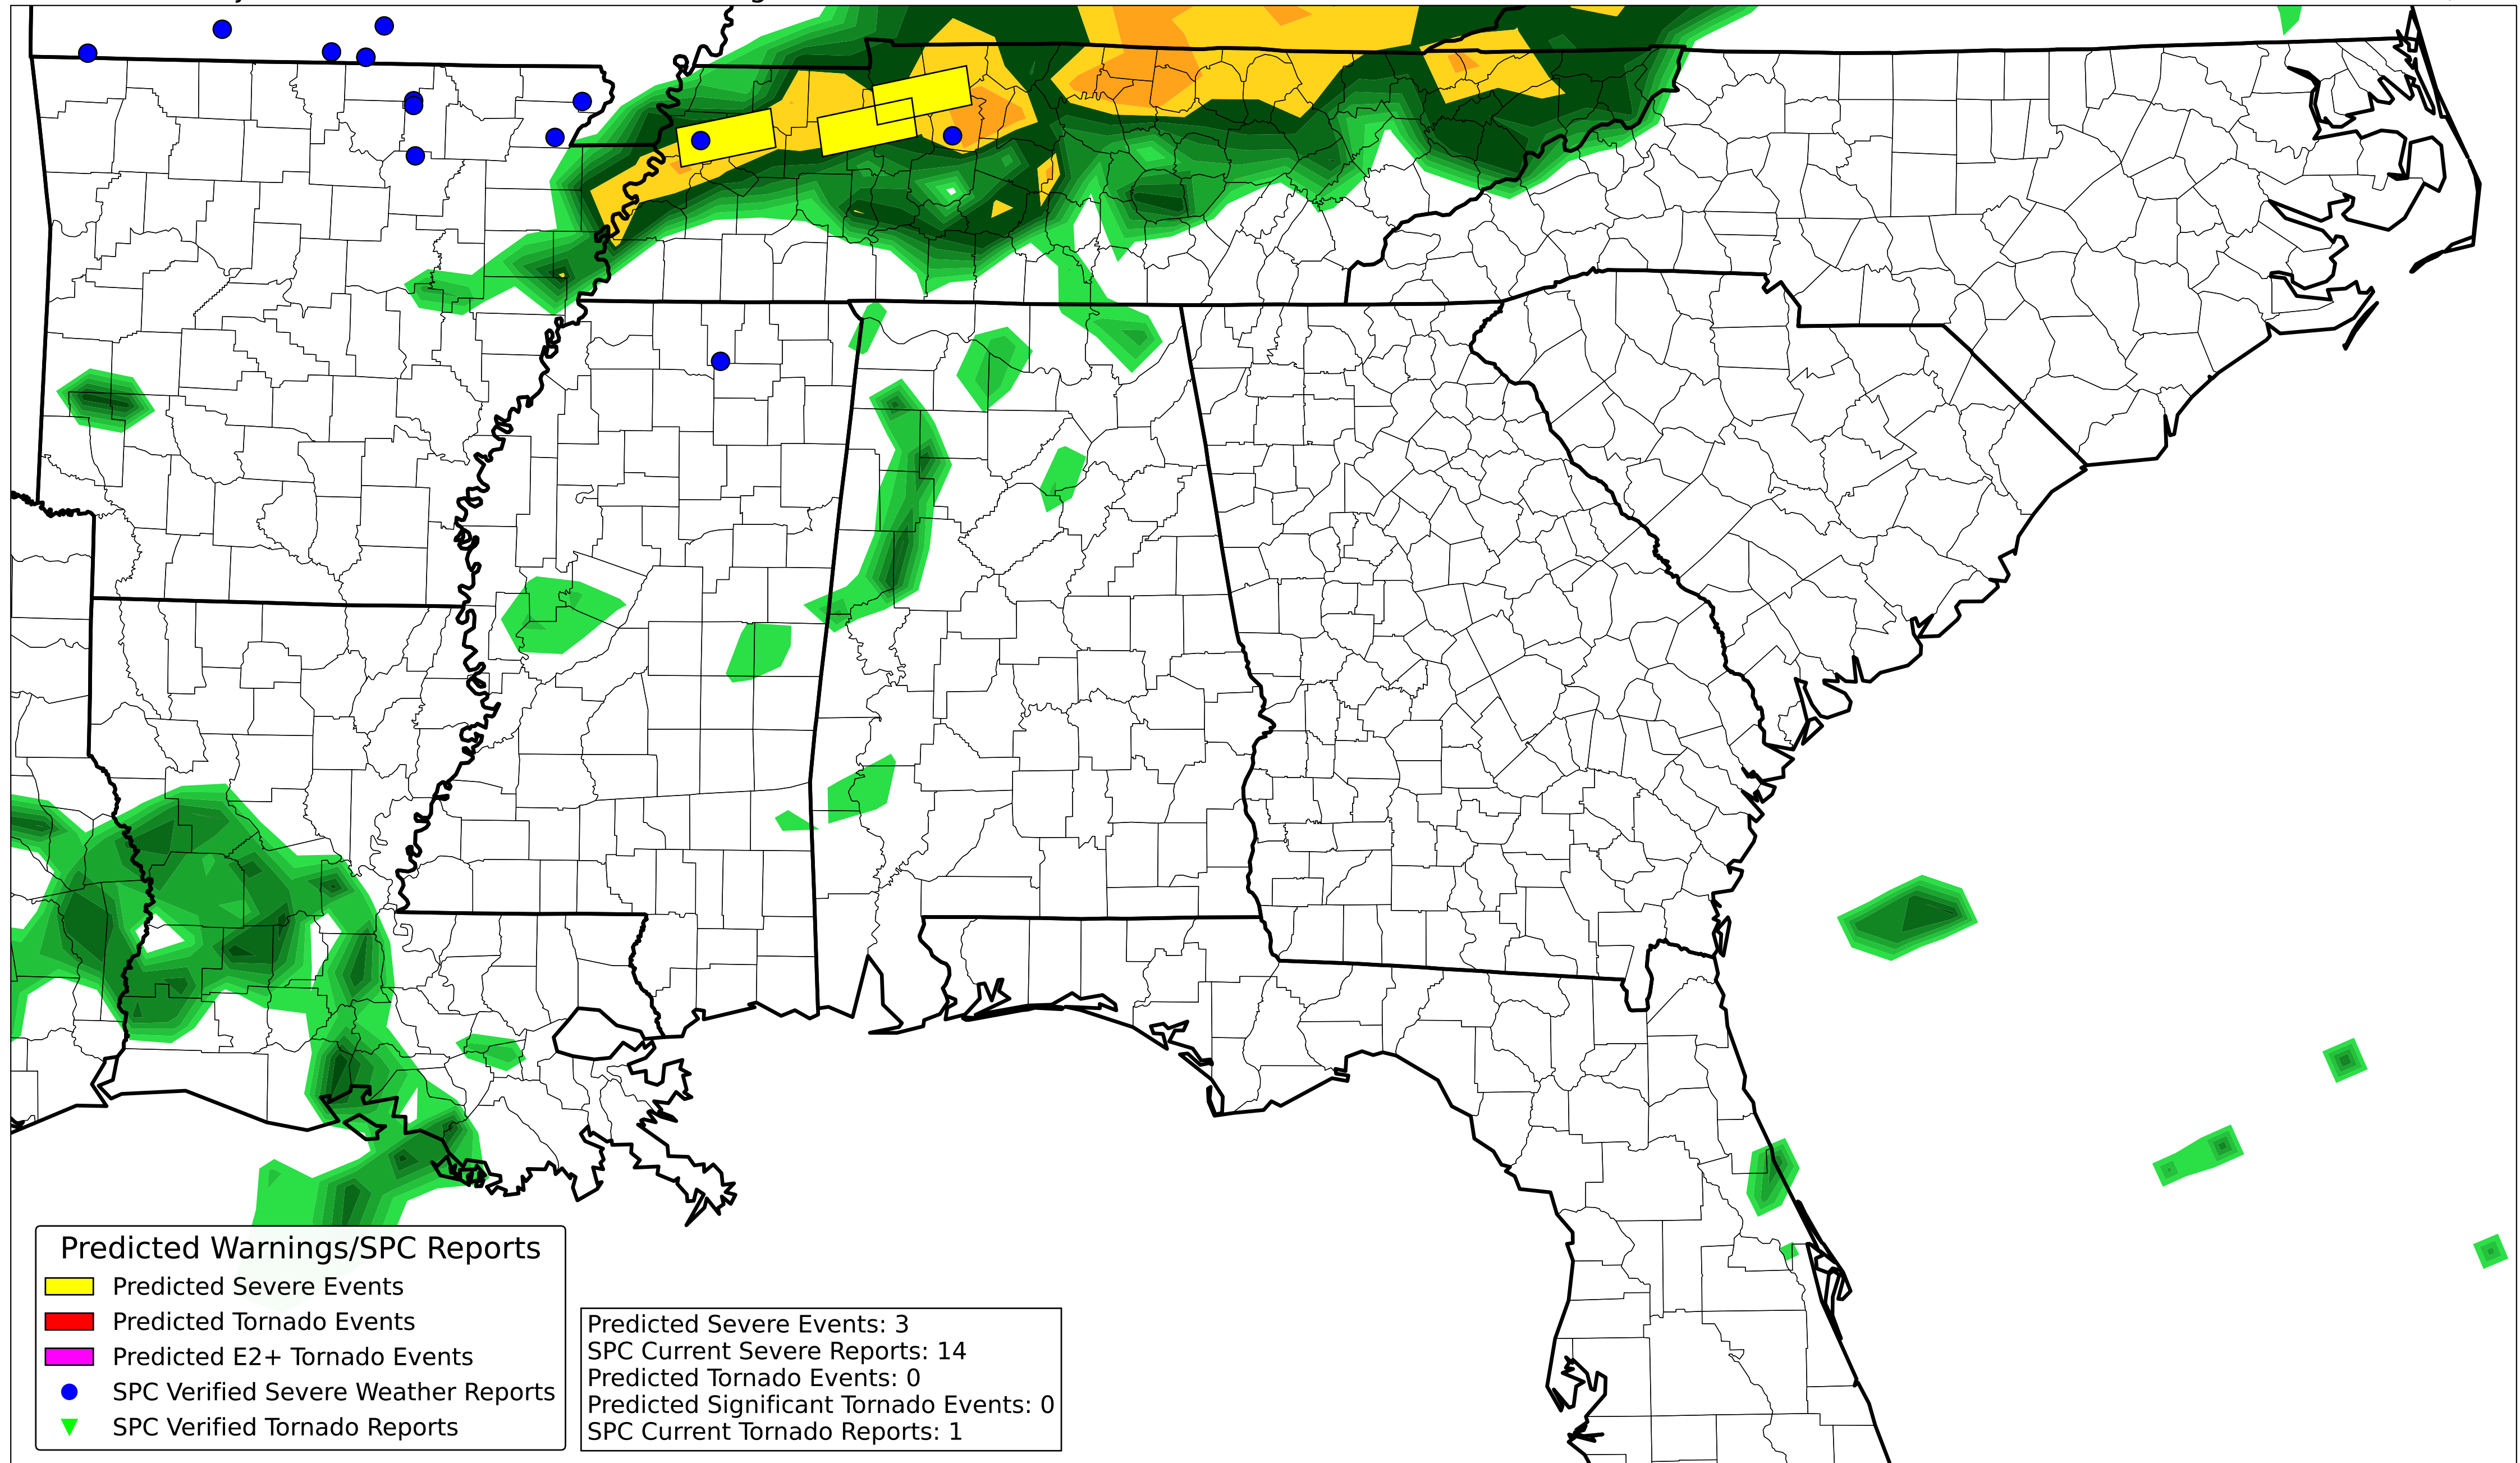 Predicted Warnings/SPC Reports
Predicted Severe Events
Predicted Tornado Events
Predicted E2+ Tornado Events
SPC Verified Severe Weather Reports
SPC Verified Tornado Reports
Predicted Severe Events: 3
SPC Current Severe Reports: 14
Predicted Tornado Events: 0
Predicted Significant Tornado Events: 0
SPC Current Tornado Reports: 1